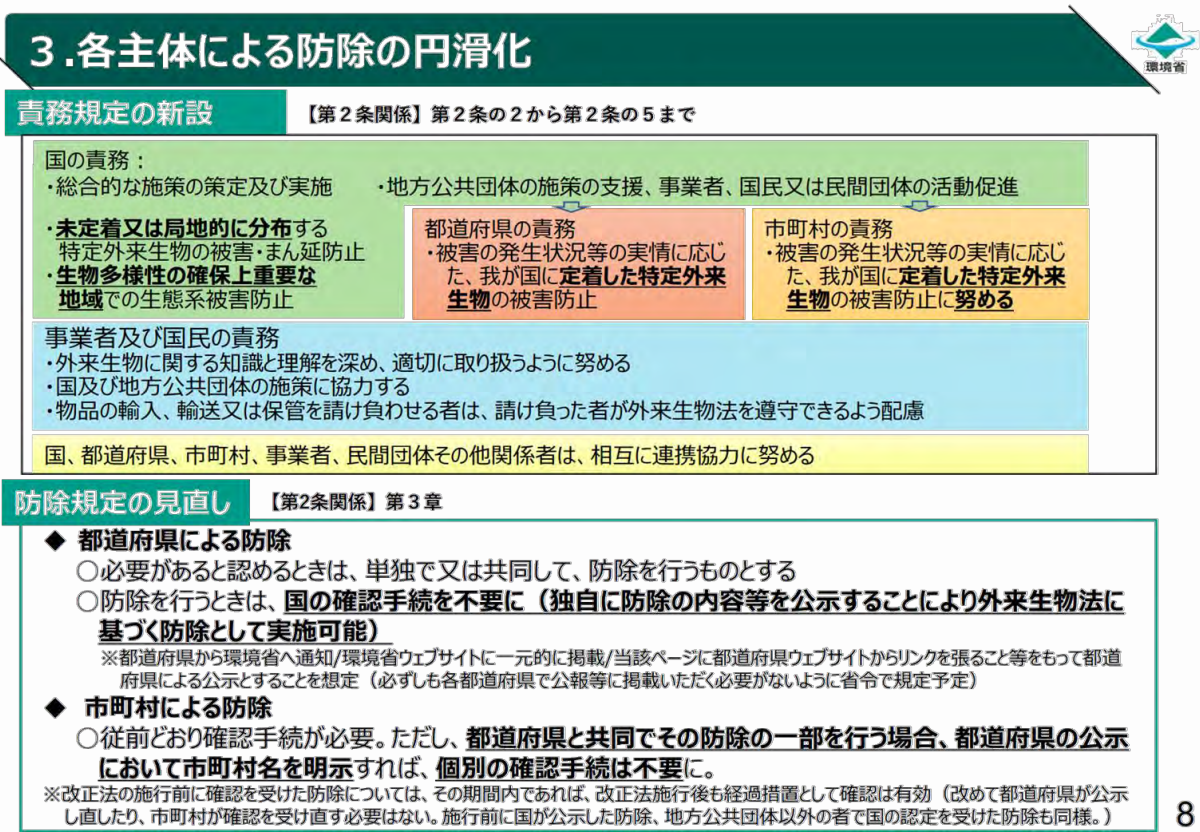 ３.各主体による防除の円滑化
環境省
責務規定の新設
【第２条関係】第２条の２から第２条の５まで
国の責務：
・総合的な施策の策定及び実施　・地方公共団体の施策の支援、事業者、国民又は民間団体の活動促進
・未定着又は局地的に分布する
特定外来生物の被害・まん延防止
・生物多様性の確保上重要な
地域での生態系被害防止
都道府県の責務
・被害の発生状況等の実情に応じ
た、我が国に定着した特定外来
生物の被害防止
市町村の責務
・被害の発生状況等の実情に応じ
た、我が国に定着した特定外来
生物の被害防止に努める
事業者及び国民の責務
・外来生物に関する知識と理解を深め、適切に取り扱うように努める
・国及び地方公共団体の施策に協力する
・物品の輸入、輸送又は保管を請け負わせる者は、請け負った者が外来生物法を遵守できるよう配慮
国、都道府県、市町村、事業者、民間団体その他関係者は、相互に連携協力に努める
防除規定の見直し
【第2条関係】第３章
◆ 都道府県による防除
○必要があると認めるときは、単独で又は共同して、防除を行うものとする
○防除を行うときは、国の確認手続を不要に（独自に防除の内容等を公示することにより外来生物法に
基づく防除として実施可能）
※都道府県から環境省へ通知/環境省ウェブサイトに一元的に掲載/当該ページに都道府県ウェブサイトからリンクを張ること等をもって都道
府県による公示とすることを想定（必ずしも各都道府県で公報等に掲載いただく必要がないように省令で規定予定）
◆ 市町村による防除
○従前どおり確認手続が必要。ただし、都道府県と共同でその防除の一部を行う場合、都道府県の公示
において市町村名を明示すれば、個別の確認手続は不要に。
※改正法の施行前に確認を受けた防除については、その期間内であれば、改正法施行後も経過措置として確認は有効（改めて都道府県が公示
し直したり、市町村が確認を受け直す必要はない。施行前に国が公示した防除、地方公共団体以外の者で国の認定を受けた防除も同様。）
8